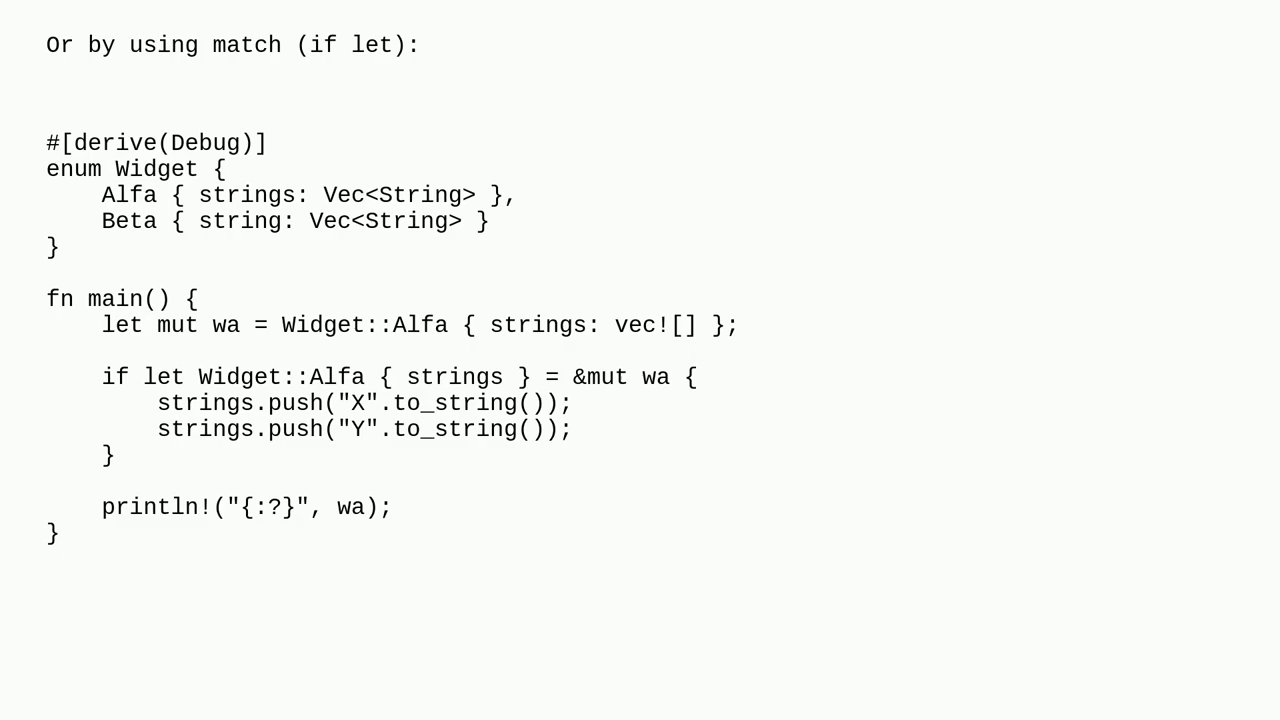 Or by using match (if let):
#[derive(Debug)]
enum Widget {
    Alfa { strings: Vec<String> },
    Beta { string: Vec<String> }
}
fn main() {
    let mut wa = Widget::Alfa { strings: vec![] };
    if let Widget::Alfa { strings } = &mut wa {
        strings.push("X".to_string());
        strings.push("Y".to_string());
    }
    println!("{:?}", wa);
}